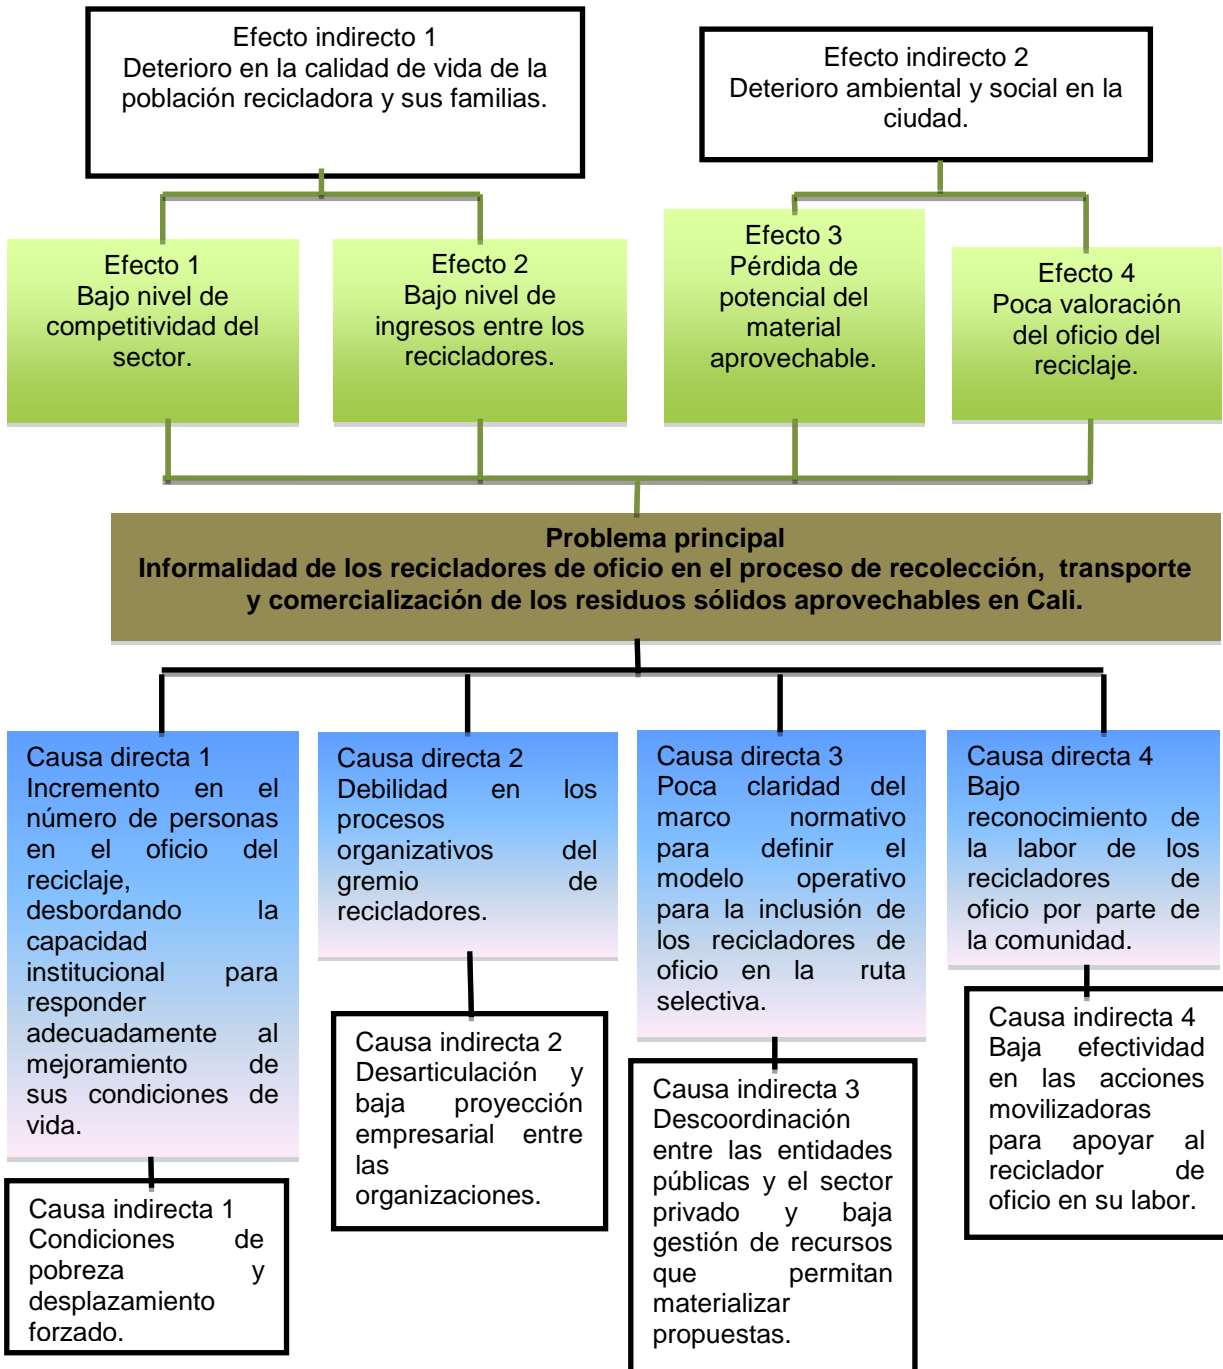 Efecto indirecto 1
Deterioro en la calidad de vida de la
población recicladora y sus familias.
Efecto indirecto 2
Deterioro ambiental y social en la
ciudad.
Efecto 1
Bajo nivel de
competitividad del
sector.
Efecto 2
Bajo nivel de
ingresos entre los
recicladores.
Efecto 3
Pérdida de
potencial del
material
aprovechable.
Efecto 4
Poca valoración
del oficio del
reciclaje.
Problema principal
Informalidad de los recicladores de oficio en el proceso de recolección, transporte
y comercialización de los residuos sólidos aprovechables en Cali.
Causa directa 1
Incremento en el
número de personas
en el oficio del
reciclaje,
desbordando la
capacidad
institucional para
responder
adecuadamente al
mejoramiento de
sus condiciones de
vida.
Causa directa 2
Debilidad en los
procesos
organizativos del
gremio de
recicladores.
Causa directa 3
Poca claridad del
marco normativo
para definir el
modelo operativo
para la inclusión de
los recicladores de
oficio en la ruta
selectiva.
Causa directa 4
Bajo
reconocimiento de
la labor de los
recicladores de
oficio por parte de
la comunidad.
Causa indirecta 1
Condiciones de
pobreza y
desplazamiento
forzado.
Causa indirecta 2
Desarticulación y
baja proyección
empresarial entre
las
organizaciones.
Causa indirecta 3
Descoordinación
entre las entidades
públicas y el sector
privado y baja
gestión de recursos
que permitan
materializar
propuestas.
Causa indirecta 4
Baja efectividad
en las acciones
movilizadoras
para apoyar al
reciclador de
oficio en su labor.